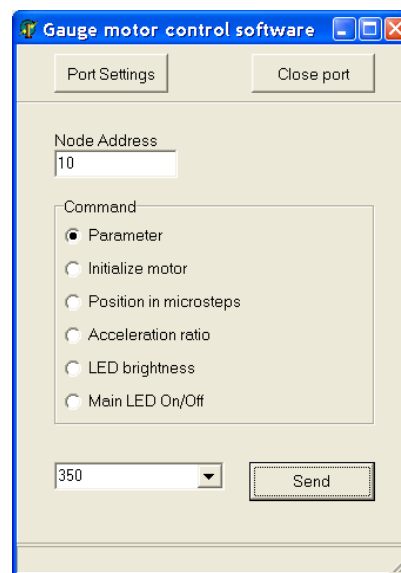 Gauge motor control software
Port Settings Close port
Node Address
10
Command
Parameter
Initialize motor
Position in microsteps
Acceleration ratio
LED brightness
Main LED On/Off
350 Send